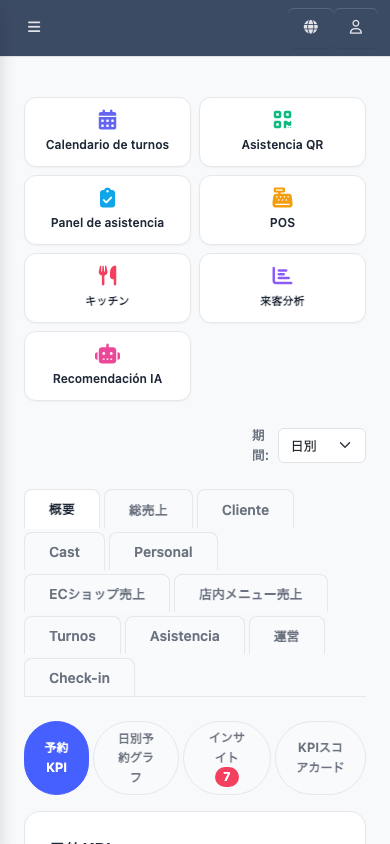 Calendario de turnos
Asistencia QR
Panel de asistencia
POS
キッチン
来客分析
Recomendación IA
期
間:
日別
概要
総売上
Cliente
Cast
Personal
ECショップ売上
店内メニュー売上
Turnos
Asistencia
運営
Check-in
予約
KPI
日別予
約グラ
フ
インサ
イト
7
KPIスコ
アカード